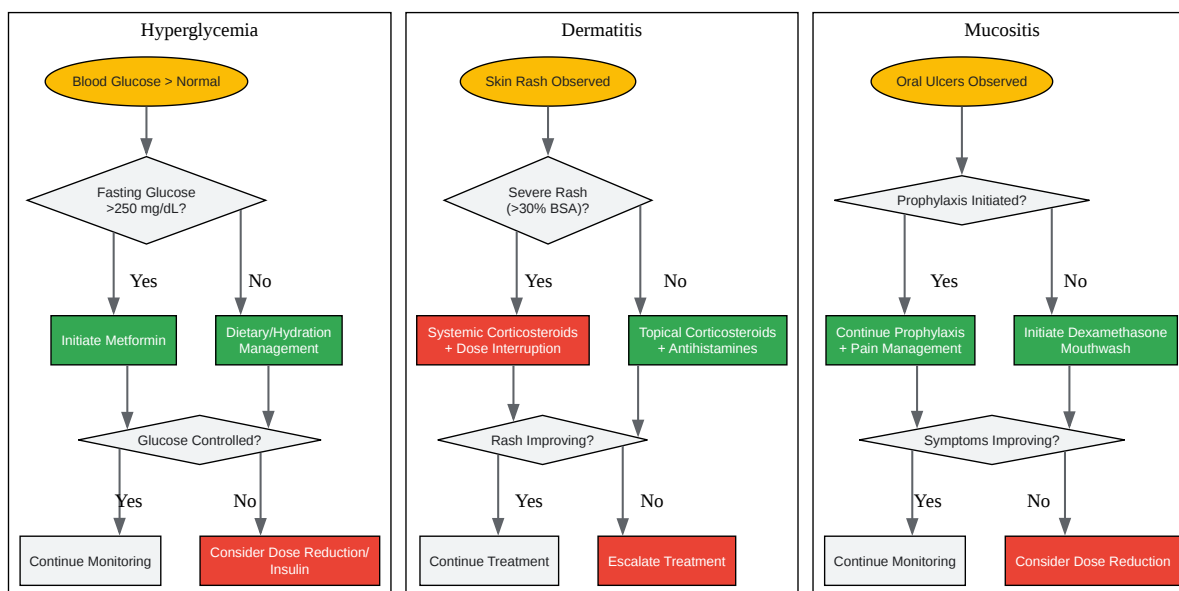 Hyperglycemia
Blood Glucose > Normal
Fasting Glucose
>250 mg/dL?
Yes
No
Initiate Metformin
Dietary/Hydration
Management
Glucose Controlled?
Yes
No
Continue Monitoring
Consider Dose Reduction/
Insulin
Dermatitis
Skin Rash Observed
Severe Rash
(>30% BSA)?
Yes
No
Systemic Corticosteroids
+ Dose Interruption
Topical Corticosteroids
+ Antihistamines
Rash Improving?
Yes
No
Continue Treatment
Escalate Treatment
Mucositis
Oral Ulcers Observed
Prophylaxis Initiated?
Yes
No
Continue Prophylaxis
+ Pain Management
Initiate Dexamethasone
Mouthwash
Symptoms Improving?
Yes
No
Continue Monitoring
Consider Dose Reduction